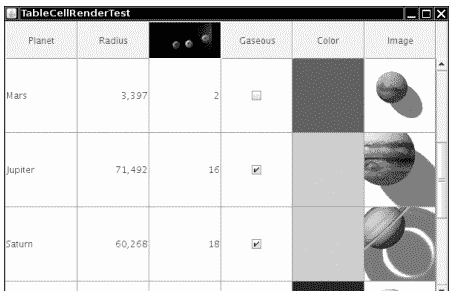 TableCellRenderTest
Planet Radius Gaseous Color Image
Mars 3,397 2
Jupiter 71,492 16
Saturn 60,268 18